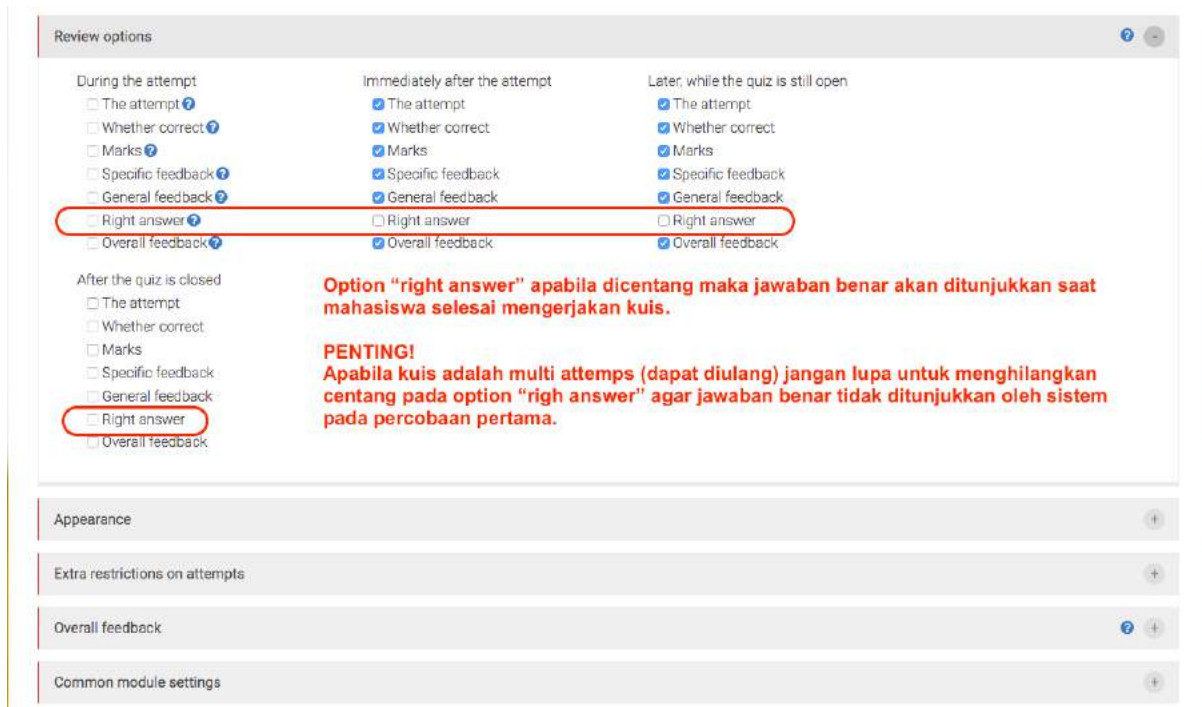 Review options
During the attempt
The attempt
Whether correct
Marks
Specific feedback
General feedback
Right answer
Overall feedback
Immediately after the attempt
The attempt
Whether correct
Marks
Specific feedback
General feedback
Right answer
Overall feedback
Later, while the quiz is still open
The attempt
Whether correct
Marks
Specific feedback
General feedback
Right answer
Overall feedback
After the quiz is closed
The attempt
Whether correct
Marks
Specific feedback
General feedback
Right answer
Overall feedback
Option “right answer” apabila dicentang maka jawaban benar akan ditunjukkan saat
mahasiswa selesai mengerjakan kuis.
PENTING!
Apabila kuis adalah multi attemps (dapat diulang) jangan lupa untuk menghilangkan
centang pada option “righ answer” agar jawaban benar tidak ditunjukkan oleh sistem
pada percobaan pertama.
Appearance
Extra restrictions on attempts
Overall feedback
Common module settings